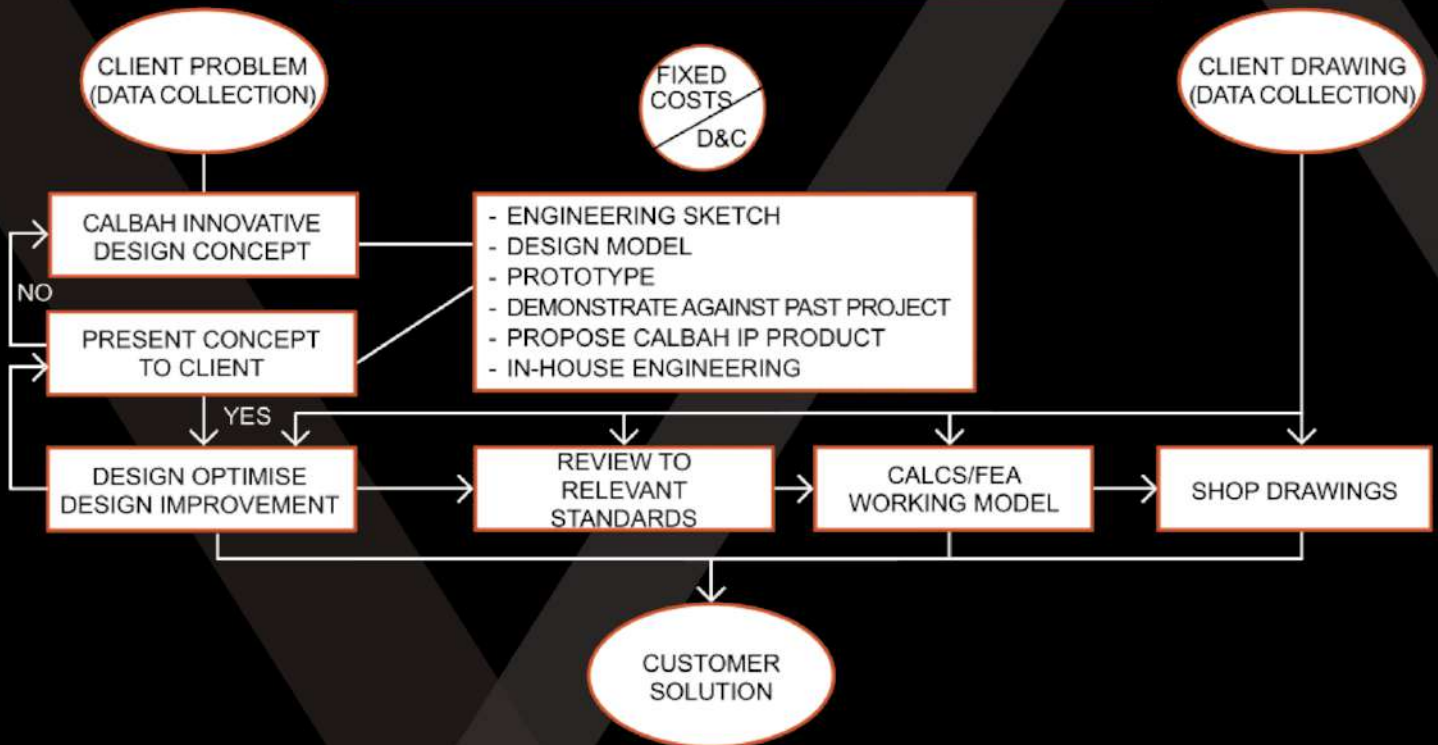 CLIENT PROBLEM
(DATA COLLECTION)
FIXED
COSTS
D&C
CLIENT DRAWING
(DATA COLLECTION)
CALBAH INNOVATIVE
DESIGN CONCEPT
- ENGINEERING SKETCH
- DESIGN MODEL
- PROTOTYPE
- DEMONSTRATE AGAINST PAST PROJECT
- PROPOSE CALBAH IP PRODUCT
- IN-HOUSE ENGINEERING
NO
PRESENT CONCEPT
TO CLIENT
YES
DESIGN OPTIMISE
DESIGN IMPROVEMENT
REVIEW TO
RELEVANT
STANDARDS
CALCS/FEA
WORKING MODEL
SHOP DRAWINGS
CUSTOMER
SOLUTION